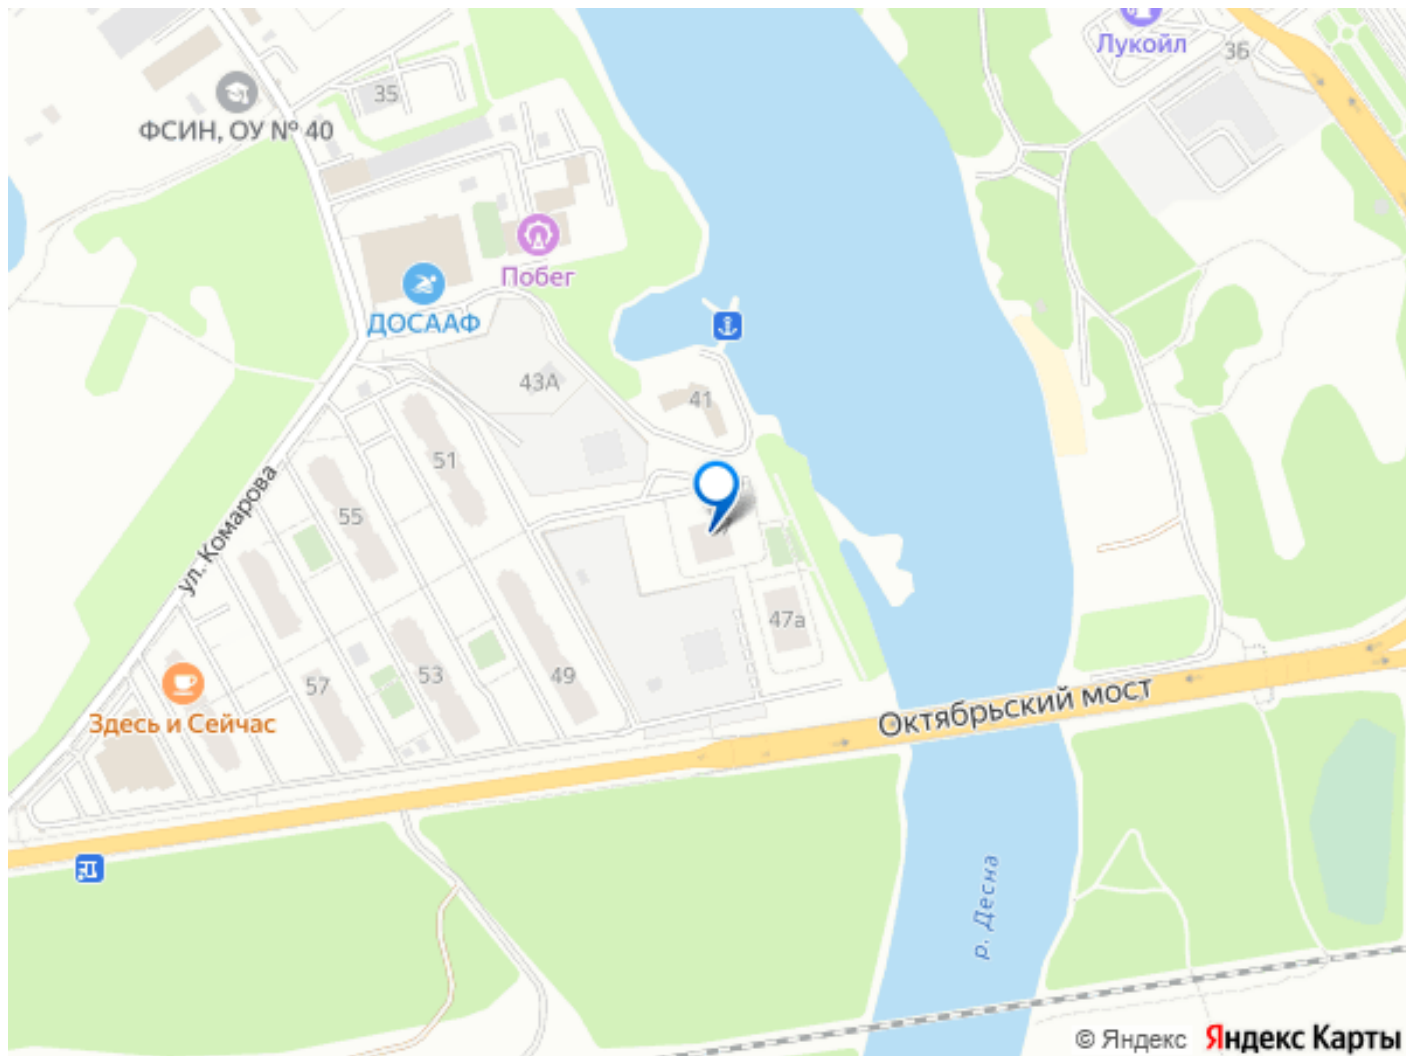 Лукойл
3Б
35
ФСИН, ОУ № 40
Побег
ДОСААФ
43А
41
51
55
ул. Комарова
47а
57
53
49
Здесь и Сейчас
Октябрьский мост
р. Десна
© Яндекс Яндекс Карты